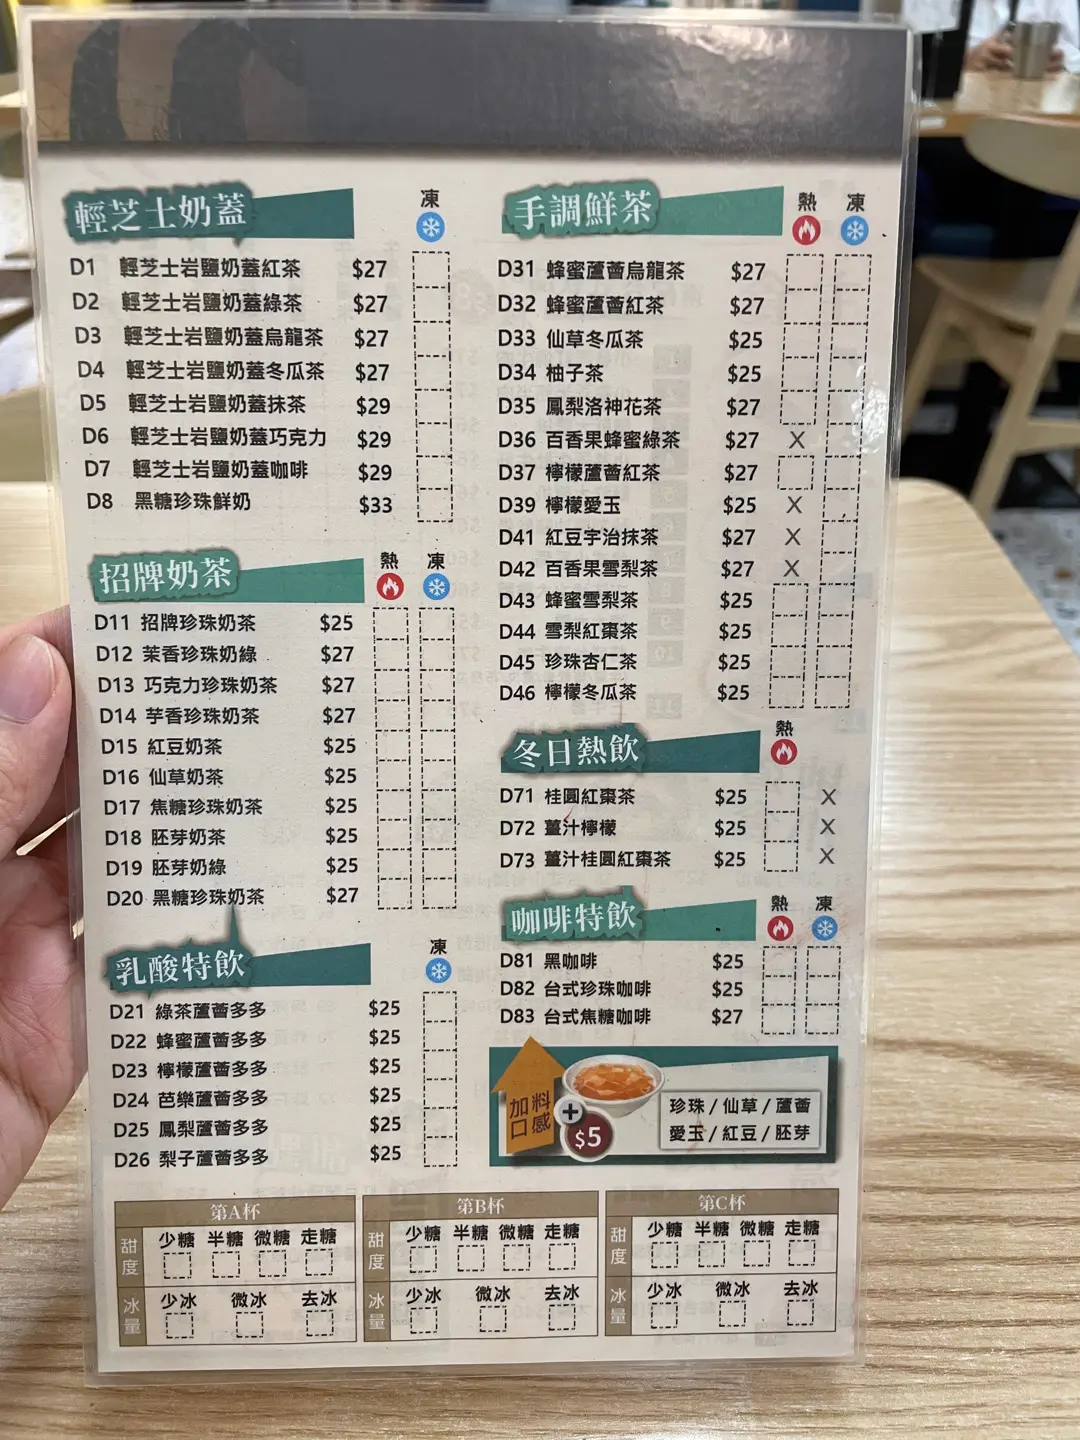 輕芝士奶蓋
凍
D1 輕芝士岩鹽奶蓋紅茶 $27
D2 輕芝士岩鹽奶蓋綠茶 $27
D3 輕芝士岩鹽奶蓋烏龍茶 $27
D4 輕芝士岩鹽奶蓋冬瓜茶 $27
D5 輕芝士岩鹽奶蓋抹茶 $29
D6 輕芝士岩鹽奶蓋巧克力 $29
D7 輕芝士岩鹽奶蓋咖啡 $29
D8 黑糖珍珠鮮奶 $33
招牌奶茶
熱 凍
D11 招牌珍珠奶茶 $25
D12 茉香珍珠奶綠 $27
D13 巧克力珍珠奶茶 $27
D14 芋香珍珠奶茶 $27
D15 紅豆奶茶 $25
D16 仙草奶茶 $25
D17 焦糖珍珠奶茶 $25
D18 胚芽奶茶 $25
D19 胚芽奶綠 $25
D20 黑糖珍珠奶茶 $27
乳酸特飲
凍
D21 綠茶蘆薈多多 $25
D22 蜂蜜蘆薈多多 $25
D23 檸檬蘆薈多多 $25
D24 芭樂蘆薈多多 $25
D25 鳳梨蘆薈多多 $25
D26 梨子蘆薈多多 $25
手調鮮茶
熱 凍
D31 蜂蜜蘆薈烏龍茶 $27
D32 蜂蜜蘆薈紅茶 $27
D33 仙草冬瓜茶 $25
D34 柚子茶 $25
D35 鳳梨洛神花茶 $27
D36 百香果蜂蜜綠茶 $27 X
D37 檸檬蘆薈紅茶 $27
D39 檸檬愛玉 $25 X
D41 紅豆宇治抹茶 $27 X
D42 百香果雪梨茶 $27 X
D43 蜂蜜雪梨茶 $25
D44 雪梨紅棗茶 $25
D45 珍珠杏仁茶 $25
D46 檸檬冬瓜茶 $25
冬日熱飲
熱
D71 桂圓紅棗茶 $25 X
D72 薑汁檸檬 $25 X
D73 薑汁桂圓紅棗茶 $25 X
咖啡特飲
熱 凍
D81 黑咖啡 $25
D82 台式珍珠咖啡 $25
D83 台式焦糖咖啡 $27
加料
口感
+
$5
珍珠/仙草/蘆薈
愛玉/紅豆/胚芽
第A杯
甜度 少糖 半糖 微糖 走糖
冰量 少冰 微冰 去冰
第B杯
甜度 少糖 半糖 微糖 走糖
冰量 少冰 微冰 去冰
第C杯
甜度 少糖 半糖 微糖 走糖
冰量 少冰 微冰 去冰